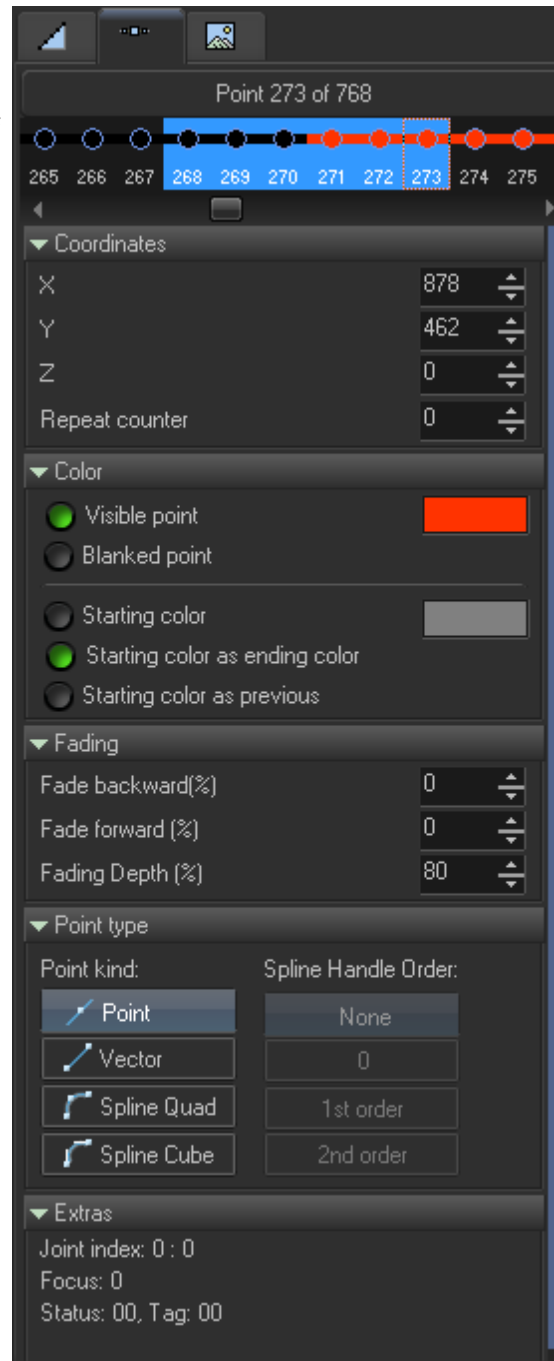 Point 273 of 768
265 266 267 268 269 270 271 272 273 274 275
Coordinates
X 878
Y 462
Z 0
Repeat counter 0
Color
Visible point
Blanked point
Starting color
Starting color as ending color
Starting color as previous
Fading
Fade backward(%) 0
Fade forward (%) 0
Fading Depth (%) 80
Point type
Point kind: Spline Handle Order:
Point None
Vector 0
Spline Quad 1st order
Spline Cube 2nd order
Extras
Joint index: 0 : 0
Focus: 0
Status: 00, Tag: 00